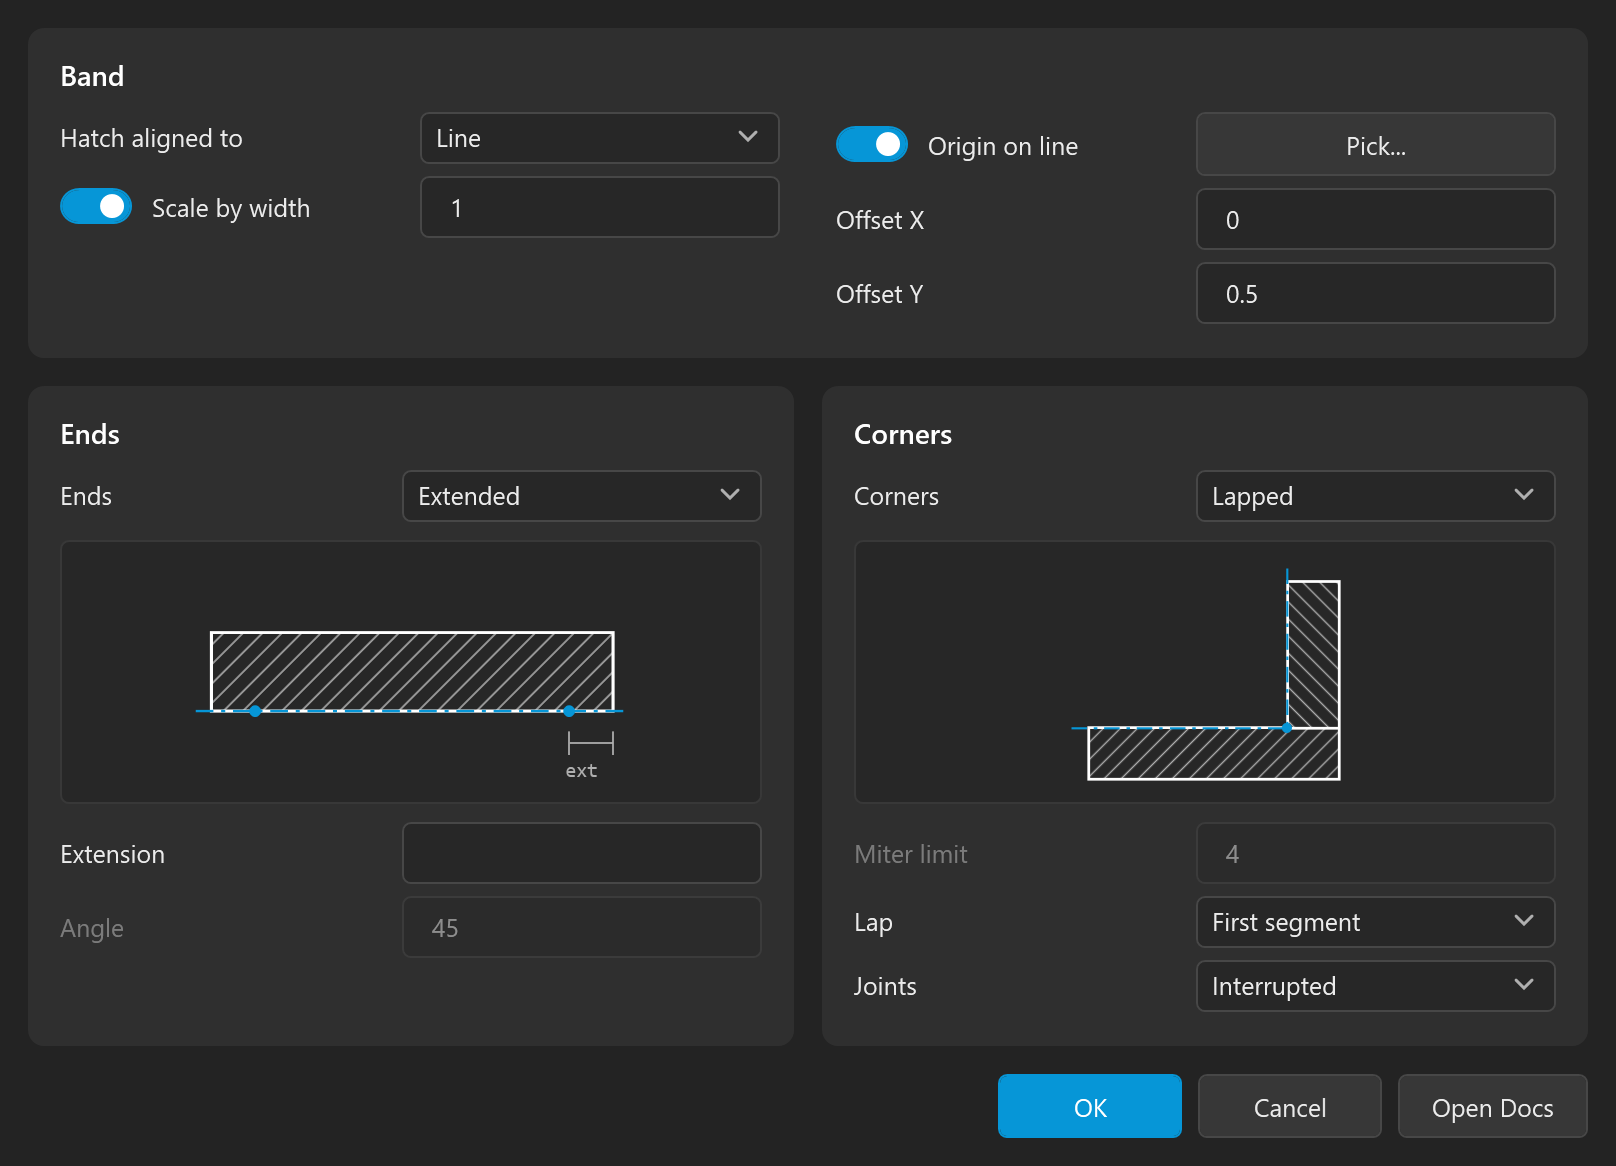 Band
Hatch aligned to
Line
Scale by width
1
Origin on line
Pick...
Offset X
0
Offset Y
0.5
Ends
Ends
Extended
ext
Extension
Angle
45
Corners
Corners
Lapped
Miter limit
4
Lap
First segment
Joints
Interrupted
OK
Cancel
Open Docs